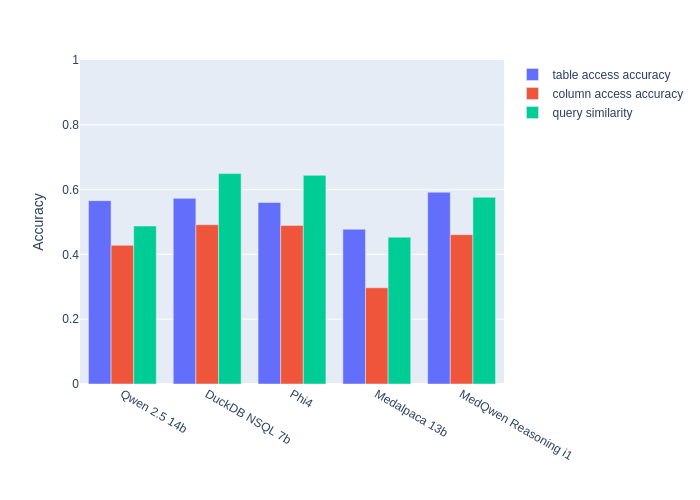 1
0.8
0.6
0.4
0.2
0
Accuracy
Qwen 2.5 14b
DuckDB NSQL 7b
Phi4
Medalpaca 13b
MedQwen Reasoning i1
table access accuracy
column access accuracy
query similarity